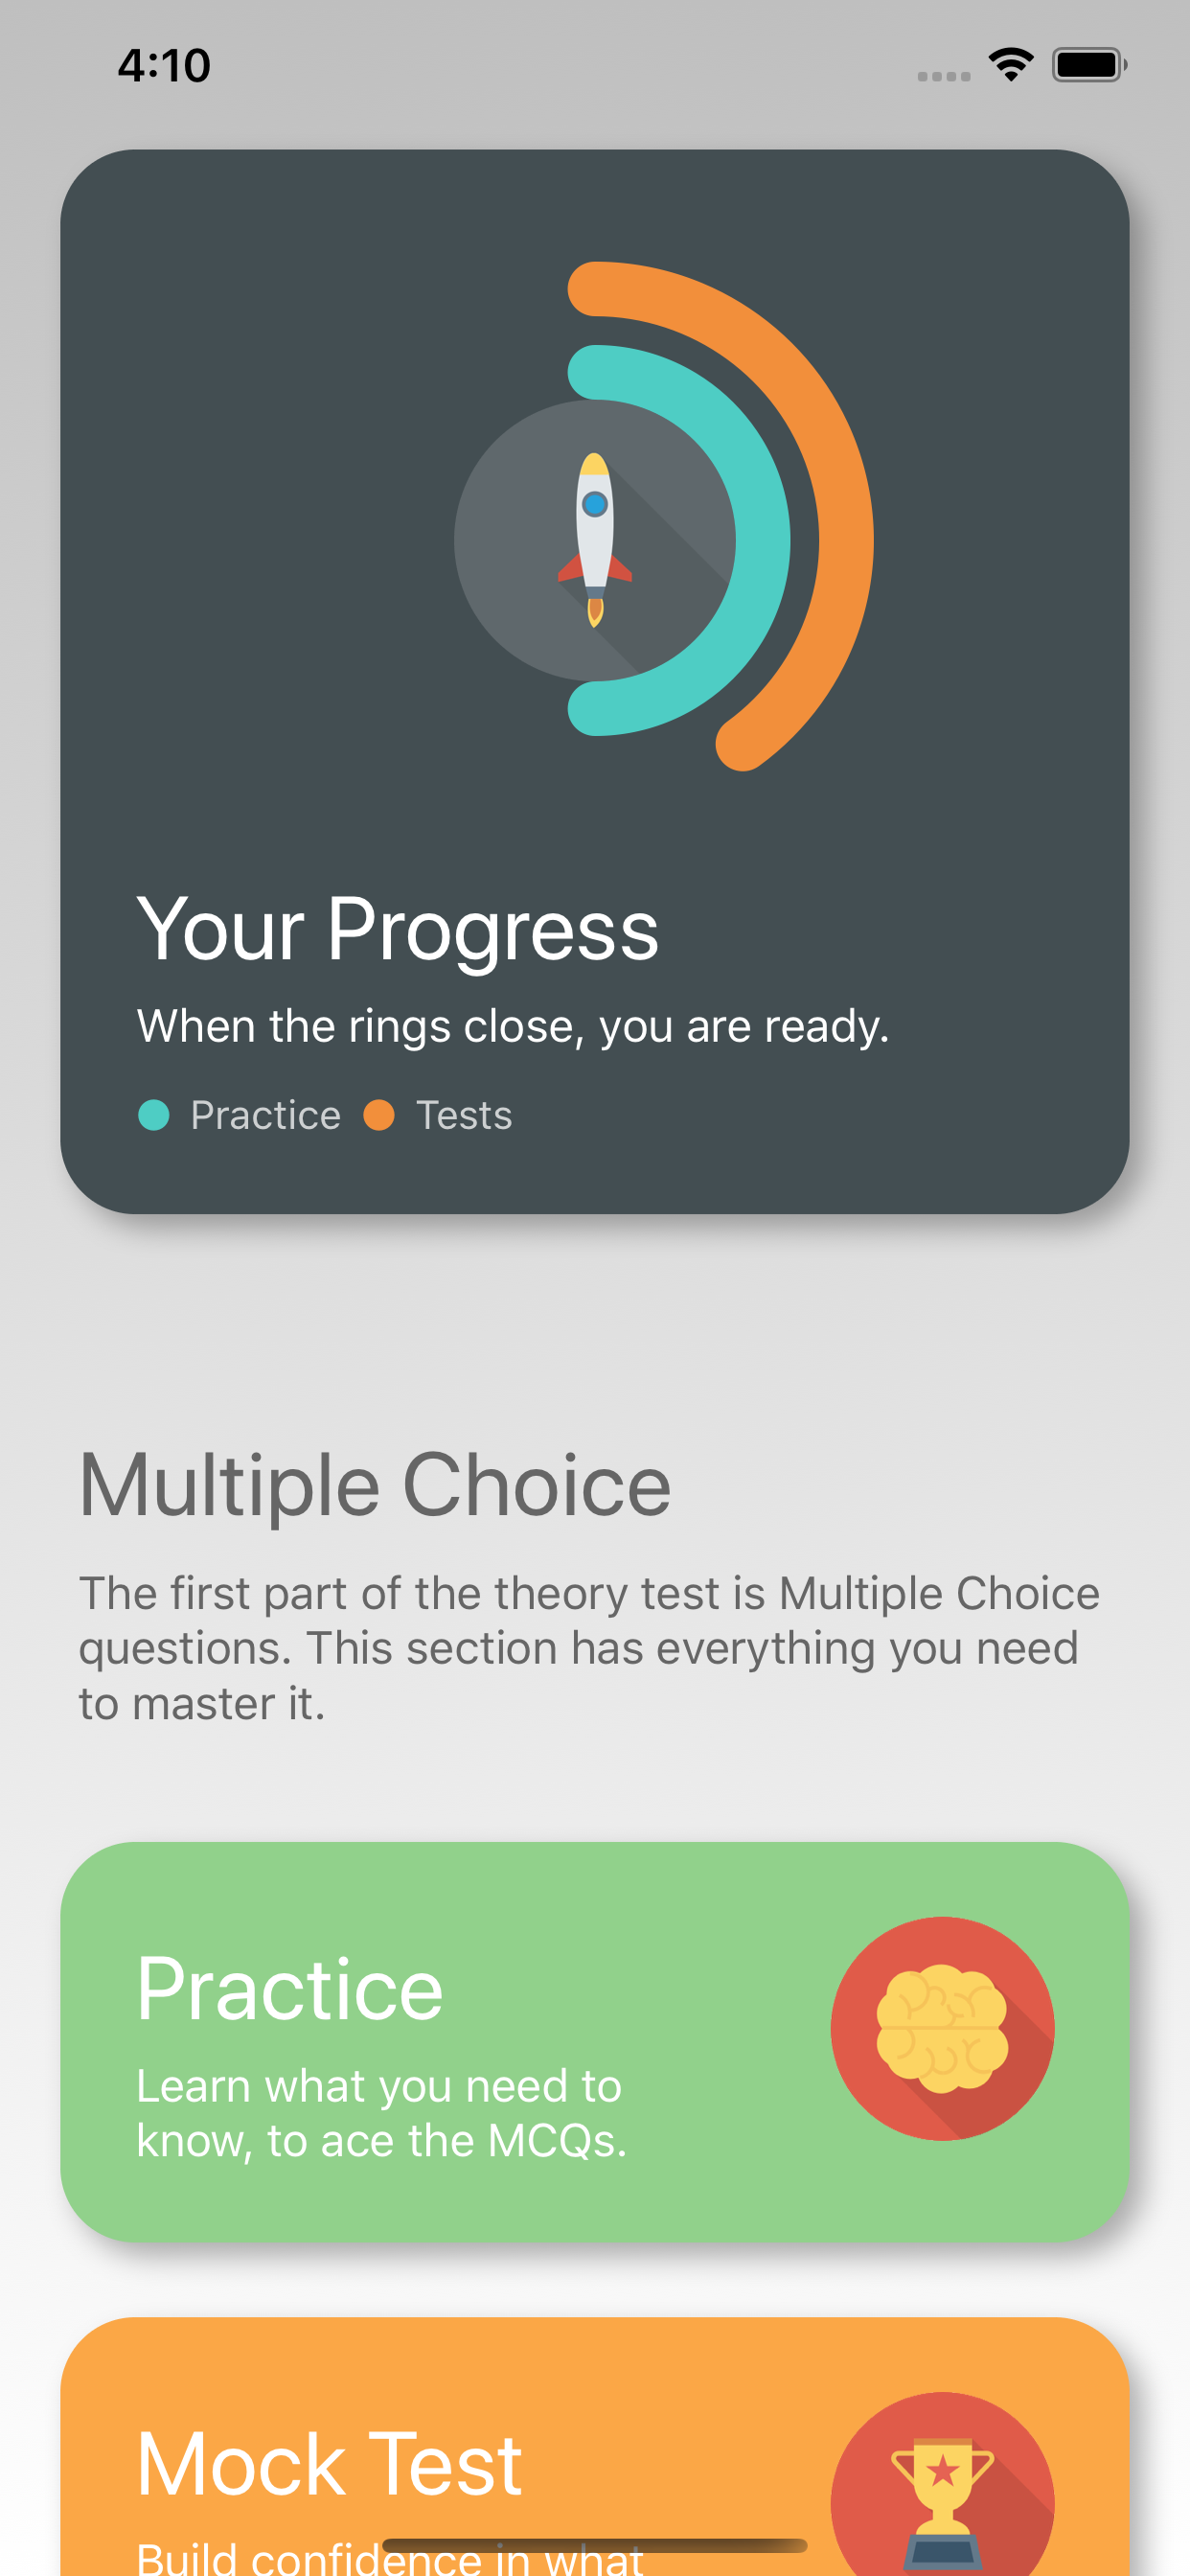 4:10
Your Progress
When the rings close, you are ready.
Practice Tests
Multiple Choice
The first part of the theory test is Multiple Choice
questions. This section has everything you need
to master it.
Practice
Learn what you need to
know, to ace the MCQs.
Mock Test
Build confidence in what